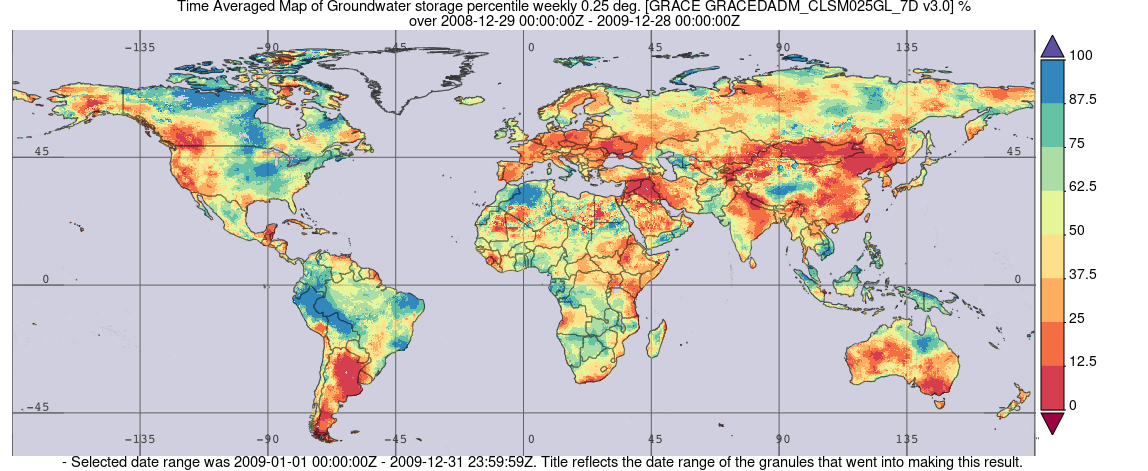 Time Averaged Map of Groundwater storage percentile weekly 0.25 deg. [GRACE GRACEDADM_CLSM025GL_7D v3.0] %
over 2008-12-29 00:00:00Z - 2009-12-28 00:00:00Z
-135 -90 -45 0 45 90 135
100
87.5
75
45 45
62.5
50
0 0
37.5
25
12.5
-45 -45
0
-135 -90 -45 0 45 90 135
- Selected date range was 2009-01-01 00:00:00Z - 2009-12-31 23:59:59Z. Title reflects the date range of the granules that went into making this result.